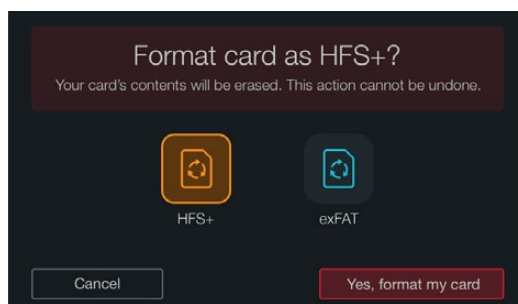 Format card as HFS+?
Your card's contents will be erased. This action cannot be undone.
HFS+ exFAT
Cancel Yes, format my card